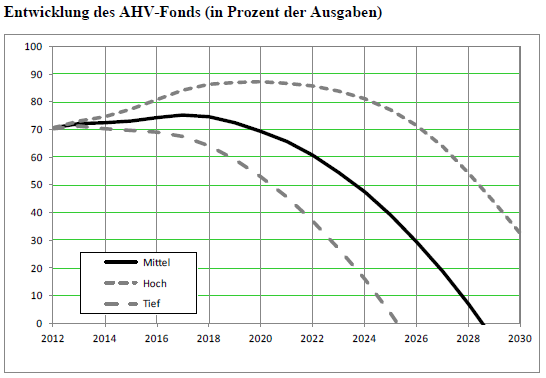 Entwicklung des AHV-Fonds (in Prozent der Ausgaben)
100
90
80
70
60
50
40
30
20
10
0
Mittel
Hoch
Tief
2012 2014 2016 2018 2020 2022 2024 2026 2028 2030